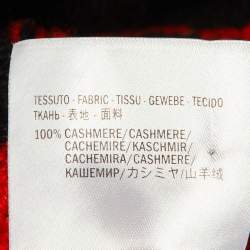 TESSUTO - FABRIC - TISSU - GEWEBE - TECIDO
ТКАНЬ - 表地 - 面料
100% CASHMERE/CASHMERE/
CACHEMIRE/KASCHMIR/
CACHEMIRA/CASHMERE/
КАШЕМИР/カシミヤ/山羊绒